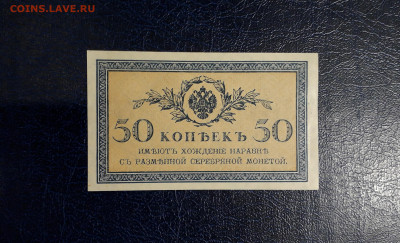 COINS.LAVE.RU
50 КОПѢЕКЪ 50
ИМѢЮТЪ ХОЖДЕНІЕ НАРАВНѢ
СЪ РАЗМѢННОЙ СЕРЕБРЯНОЙ МОНЕТОЙ.